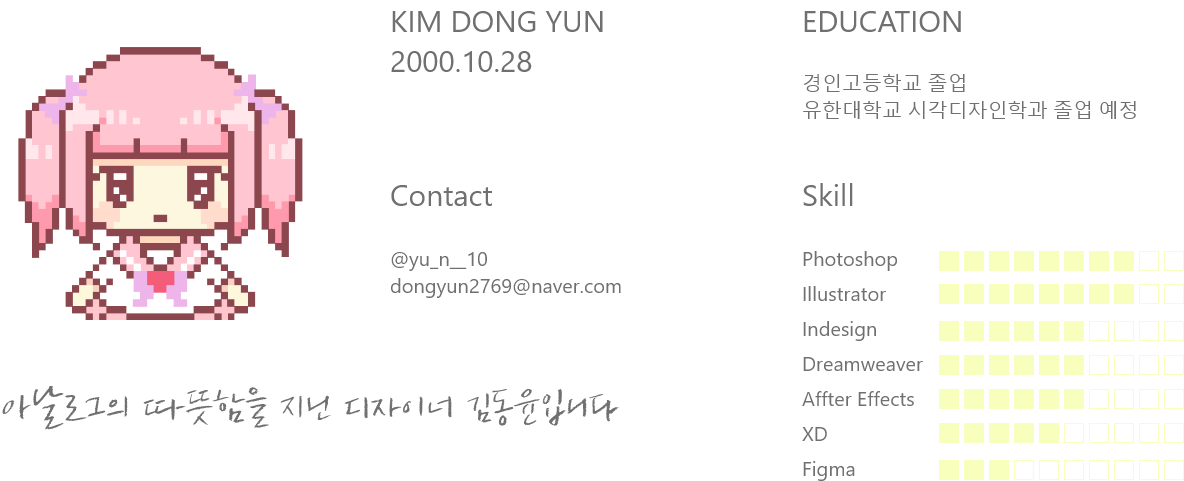 KIM DONG YUN
2000.10.28
Contact
@yu_n__10
dongyun2769@naver.com
아날로그의 따뜻함을 지닌 디자이너 김동윤입니다
EDUCATION
경인고등학교 졸업
유한대학교 시각디자인학과 졸업 예정
Skill
Photoshop
Illustrator
Indesign
Dreamweaver
Affter Effects
XD
Figma